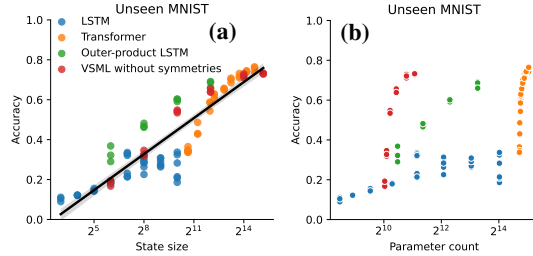 Unseen MNIST
(a)
LSTM
Transformer
Outer-product LSTM
VSML without symmetries
Accuracy
1.0
0.8
0.6
0.4
0.2
0.0
2^5
2^8
2^11
2^14
State size
Unseen MNIST
(b)
Accuracy
1.0
0.8
0.6
0.4
0.2
0.0
2^10
2^12
2^14
Parameter count